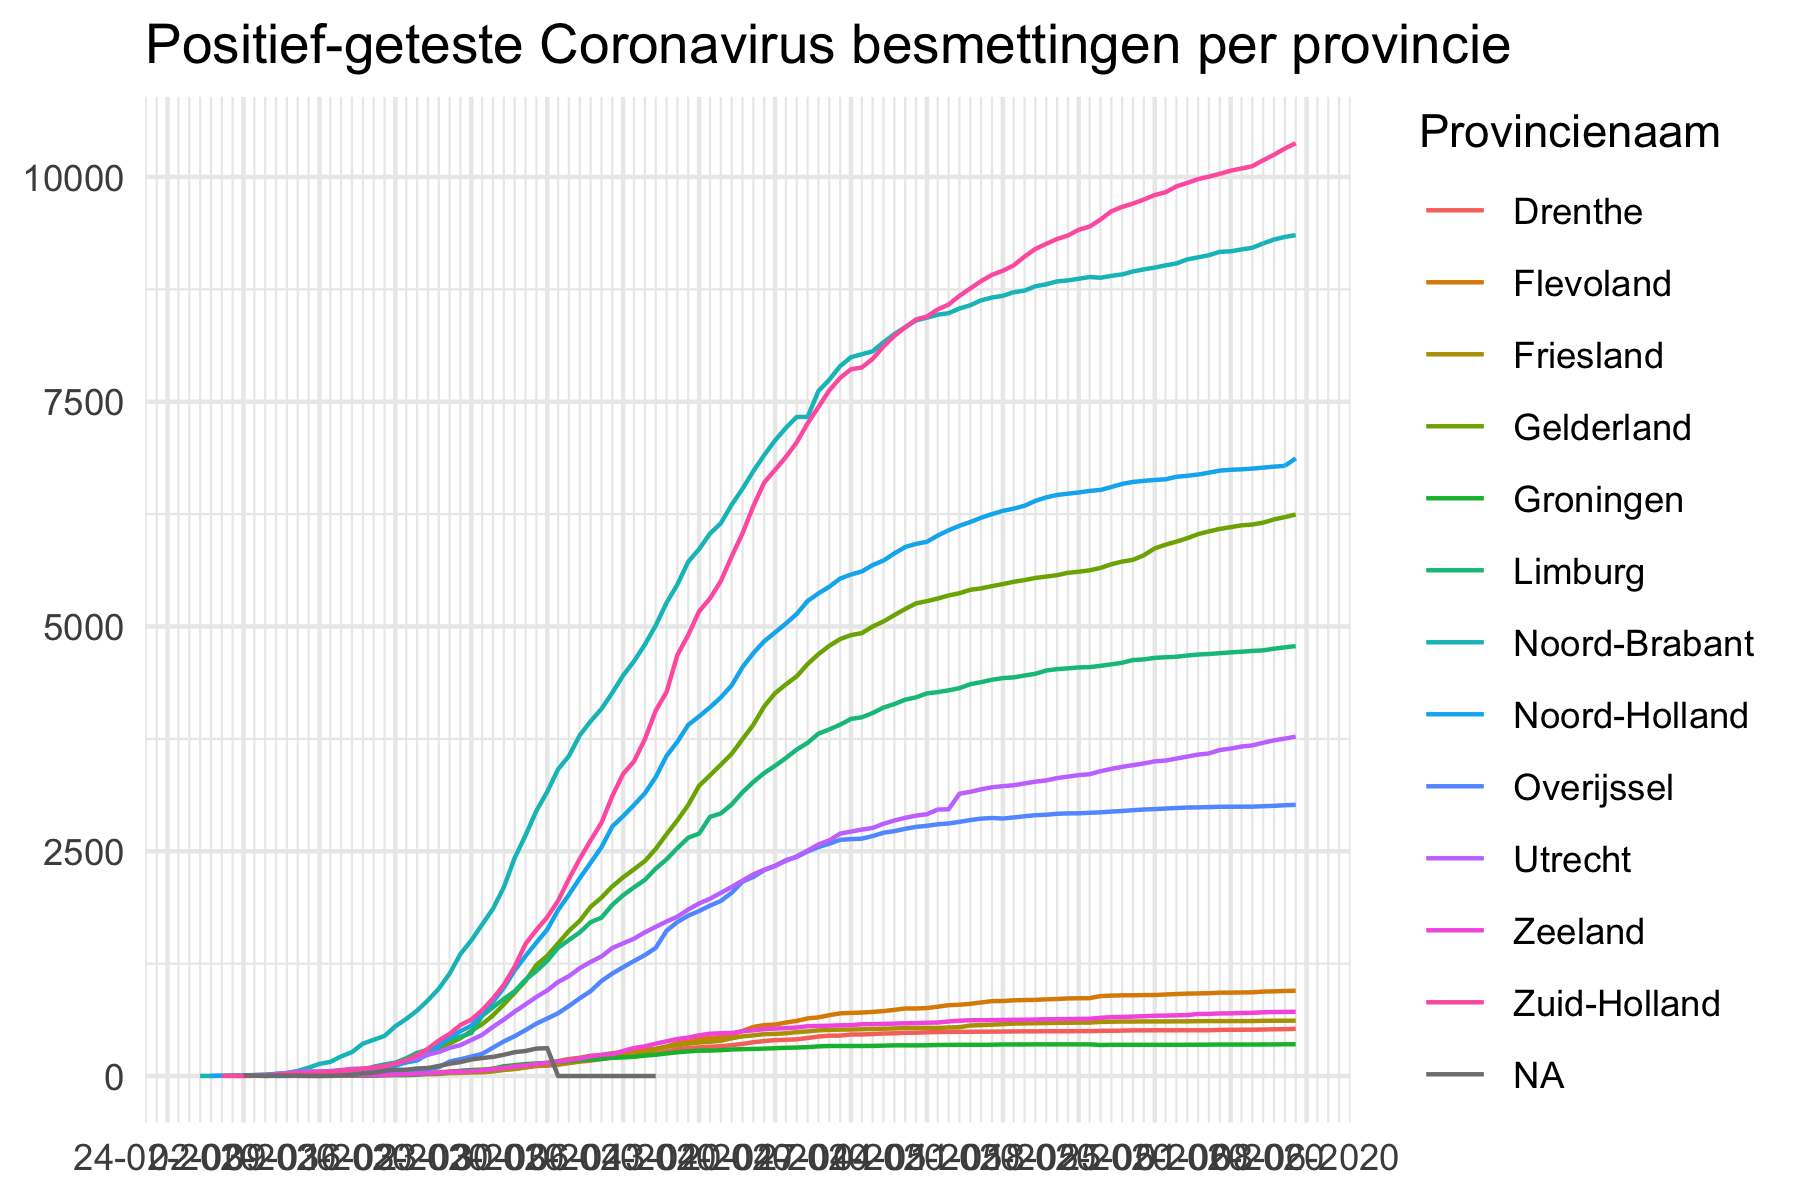 Positief-geteste Coronavirus besmettingen per provincie
Provincienaam
10000
7500
5000
2500
0
Drenthe
Flevoland
Friesland
Gelderland
Groningen
Limburg
Noord-Brabant
Noord-Holland
Overijssel
Utrecht
Zeeland
Zuid-Holland
NA